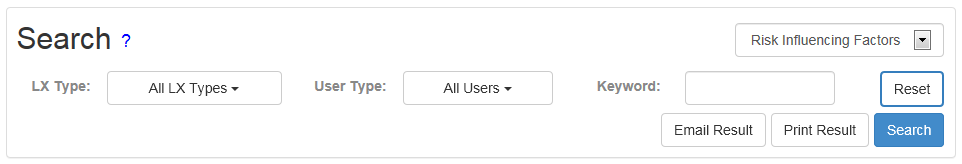 Search ? Risk Influencing Factors
LX Type: All LX Types User Type: All Users Keyword: Reset
Email Result Print Result Search